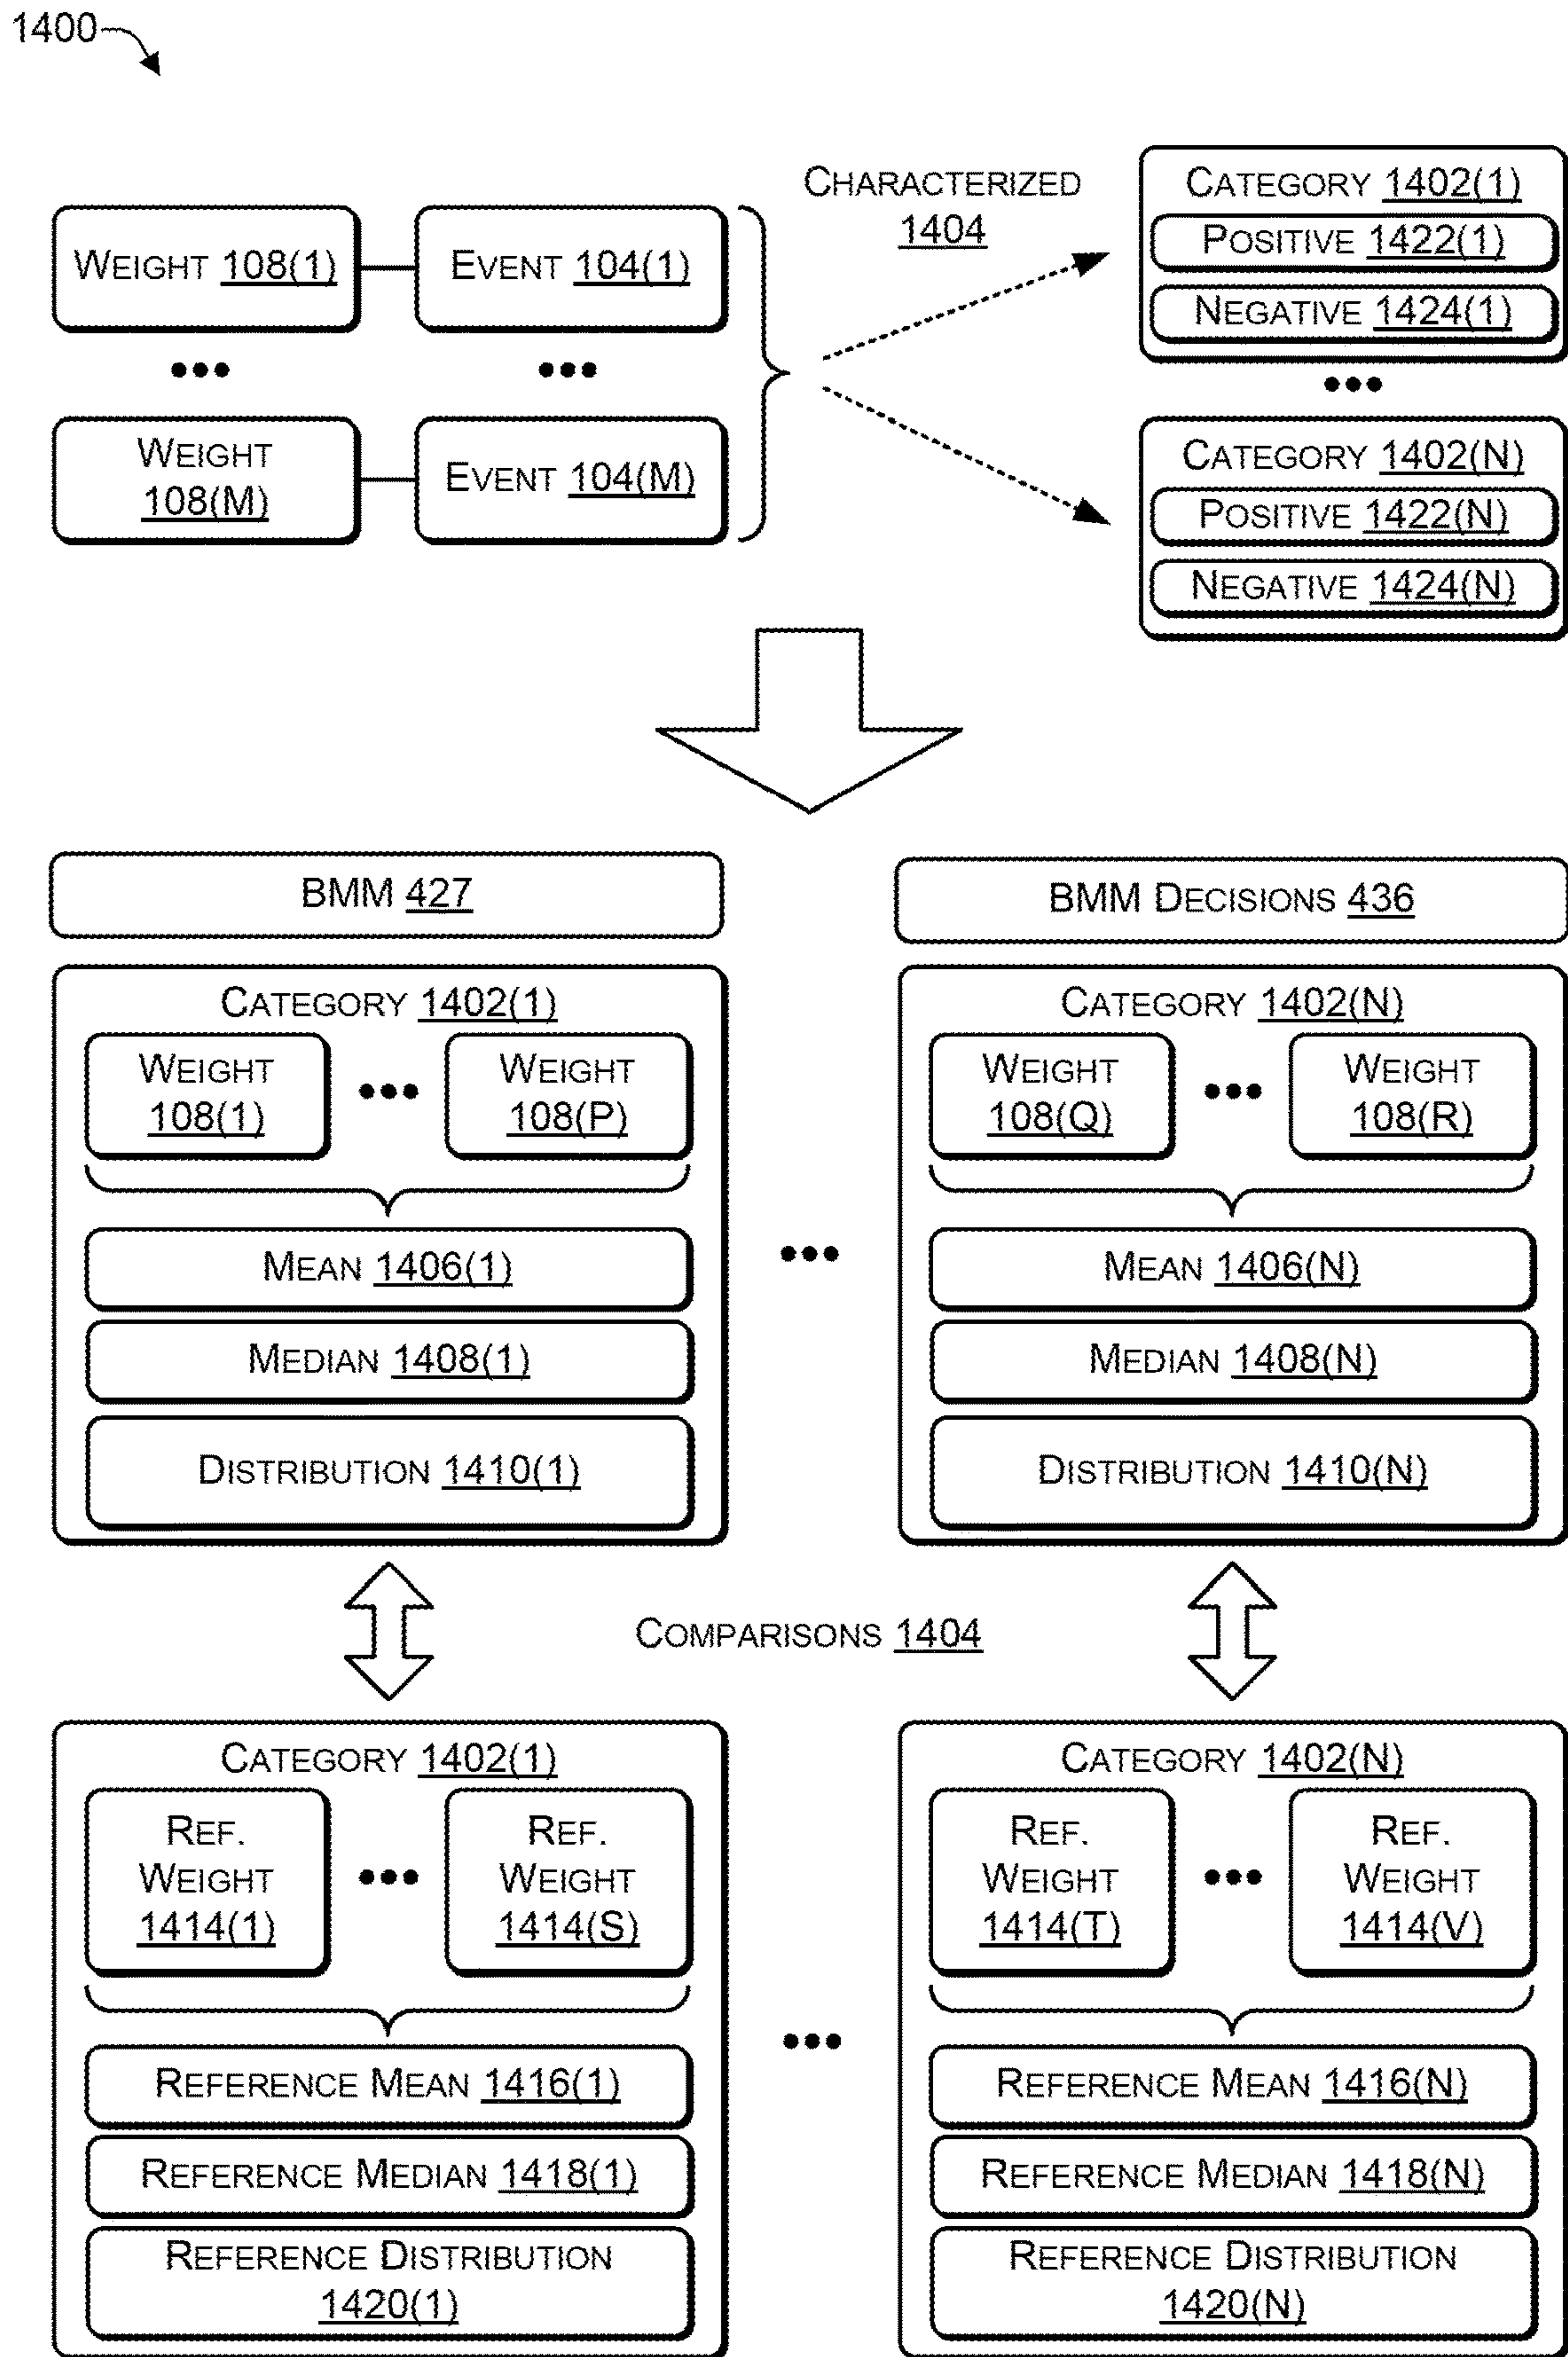 1400
CHARACTERIZED
1404
WEIGHT 108(1)
EVENT 104(1)
•••
•••
WEIGHT
108(M)
EVENT 104(M)
CATEGORY 1402(1)
POSITIVE 1422(1)
NEGATIVE 1424(1)
•••
CATEGORY 1402(N)
POSITIVE 1422(N)
NEGATIVE 1424(N)
BMM 427
BMM DECISIONS 436
CATEGORY 1402(1)
WEIGHT
108(1)
•••
WEIGHT
108(P)
MEAN 1406(1)
MEDIAN 1408(1)
DISTRIBUTION 1410(1)
•••
CATEGORY 1402(N)
WEIGHT
108(Q)
•••
WEIGHT
108(R)
MEAN 1406(N)
MEDIAN 1408(N)
DISTRIBUTION 1410(N)
COMPARISONS 1404
CATEGORY 1402(1)
REF.
WEIGHT
1414(1)
•••
REF.
WEIGHT
1414(S)
REFERENCE MEAN 1416(1)
REFERENCE MEDIAN 1418(1)
REFERENCE DISTRIBUTION
1420(1)
•••
CATEGORY 1402(N)
REF.
WEIGHT
1414(T)
•••
REF.
WEIGHT
1414(V)
REFERENCE MEAN 1416(N)
REFERENCE MEDIAN 1418(N)
REFERENCE DISTRIBUTION
1420(N)